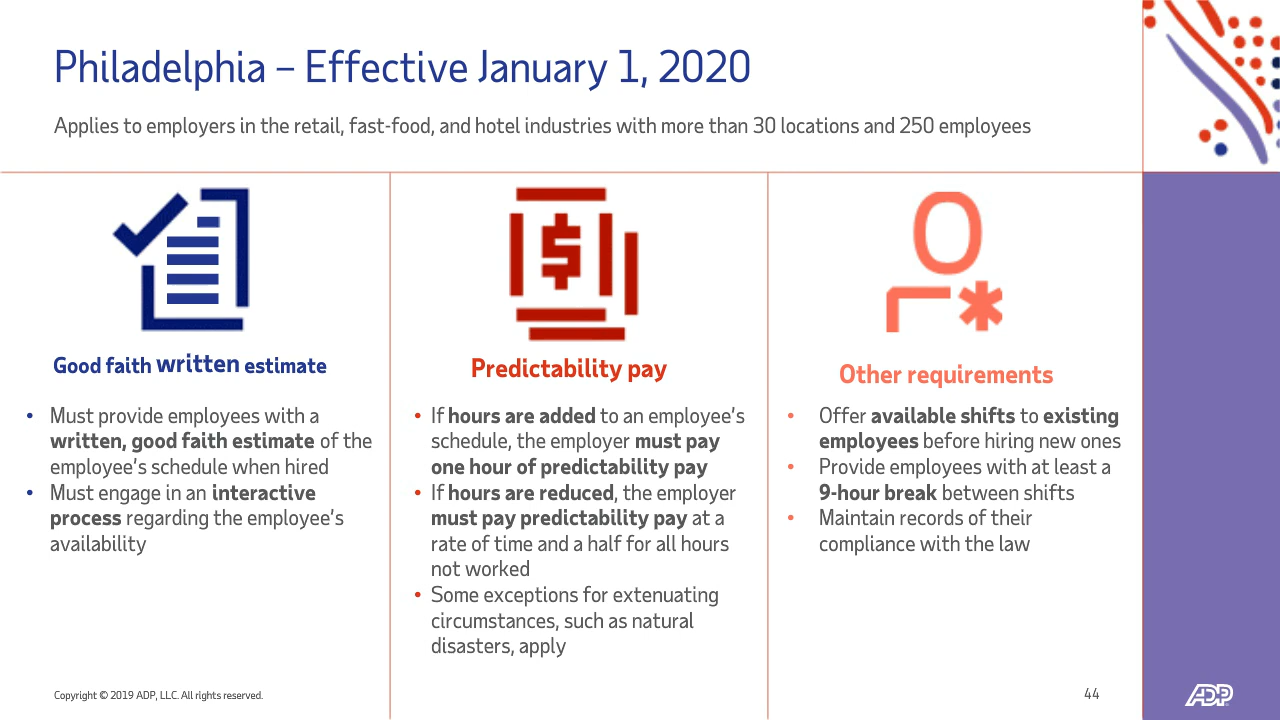 Philadelphia – Effective January 1, 2020
Applies to employers in the retail, fast-food, and hotel industries with more than 30 locations and 250 employees
Good faith written estimate
• Must provide employees with a
written, good faith estimate of the
employee's schedule when hired
• Must engage in an interactive
process regarding the employee's
availability
$
Predictability pay
• If hours are added to an employee's
schedule, the employer must pay
one hour of predictability pay
• If hours are reduced, the employer
must pay predictability pay at a
rate of time and a half for all hours
not worked
• Some exceptions for extenuating
circumstances, such as natural
disasters, apply
Other requirements
• Offer available shifts to existing
employees before hiring new ones
• Provide employees with at least a
9-hour break between shifts
• Maintain records of their
compliance with the law
Copyright © 2019 ADP, LLC. All rights reserved.
44
ADP